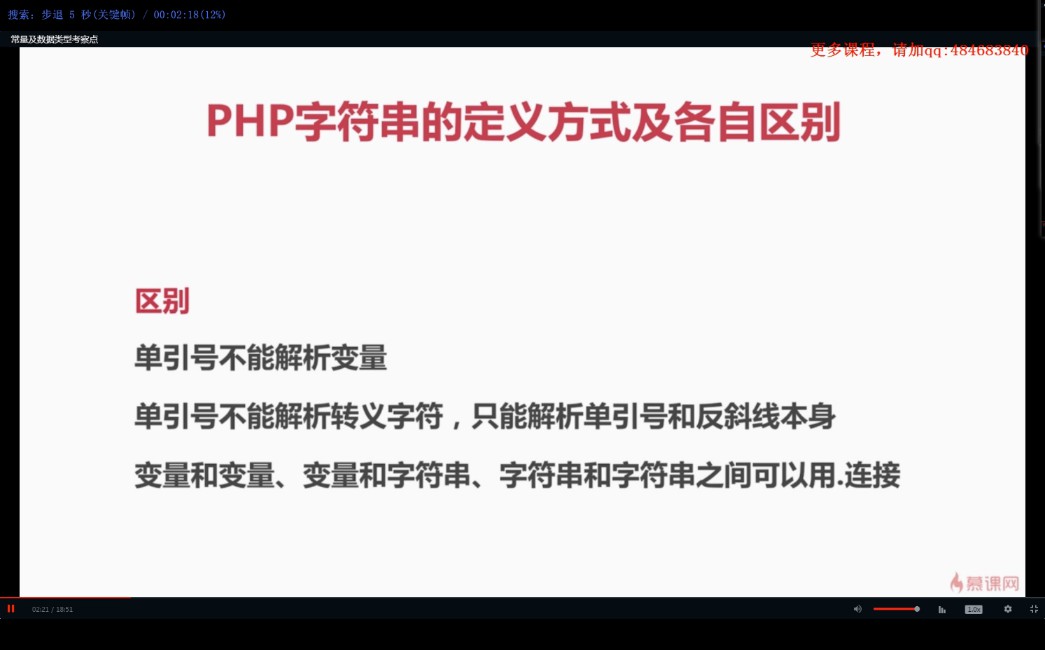 搜索: 步退 5 秒(关键帧) / 00:02:18(12%)
常量及数据类型考察点
更多课程，请加qq:484683840
PHP字符串的定义方式及各自区别
区别
单引号不能解析变量
单引号不能解析转义字符，只能解析单引号和反斜线本身
变量和变量、变量和字符串、字符串和字符串之间可以用.连接
慕课网
02:21 / 18:51
1.0x